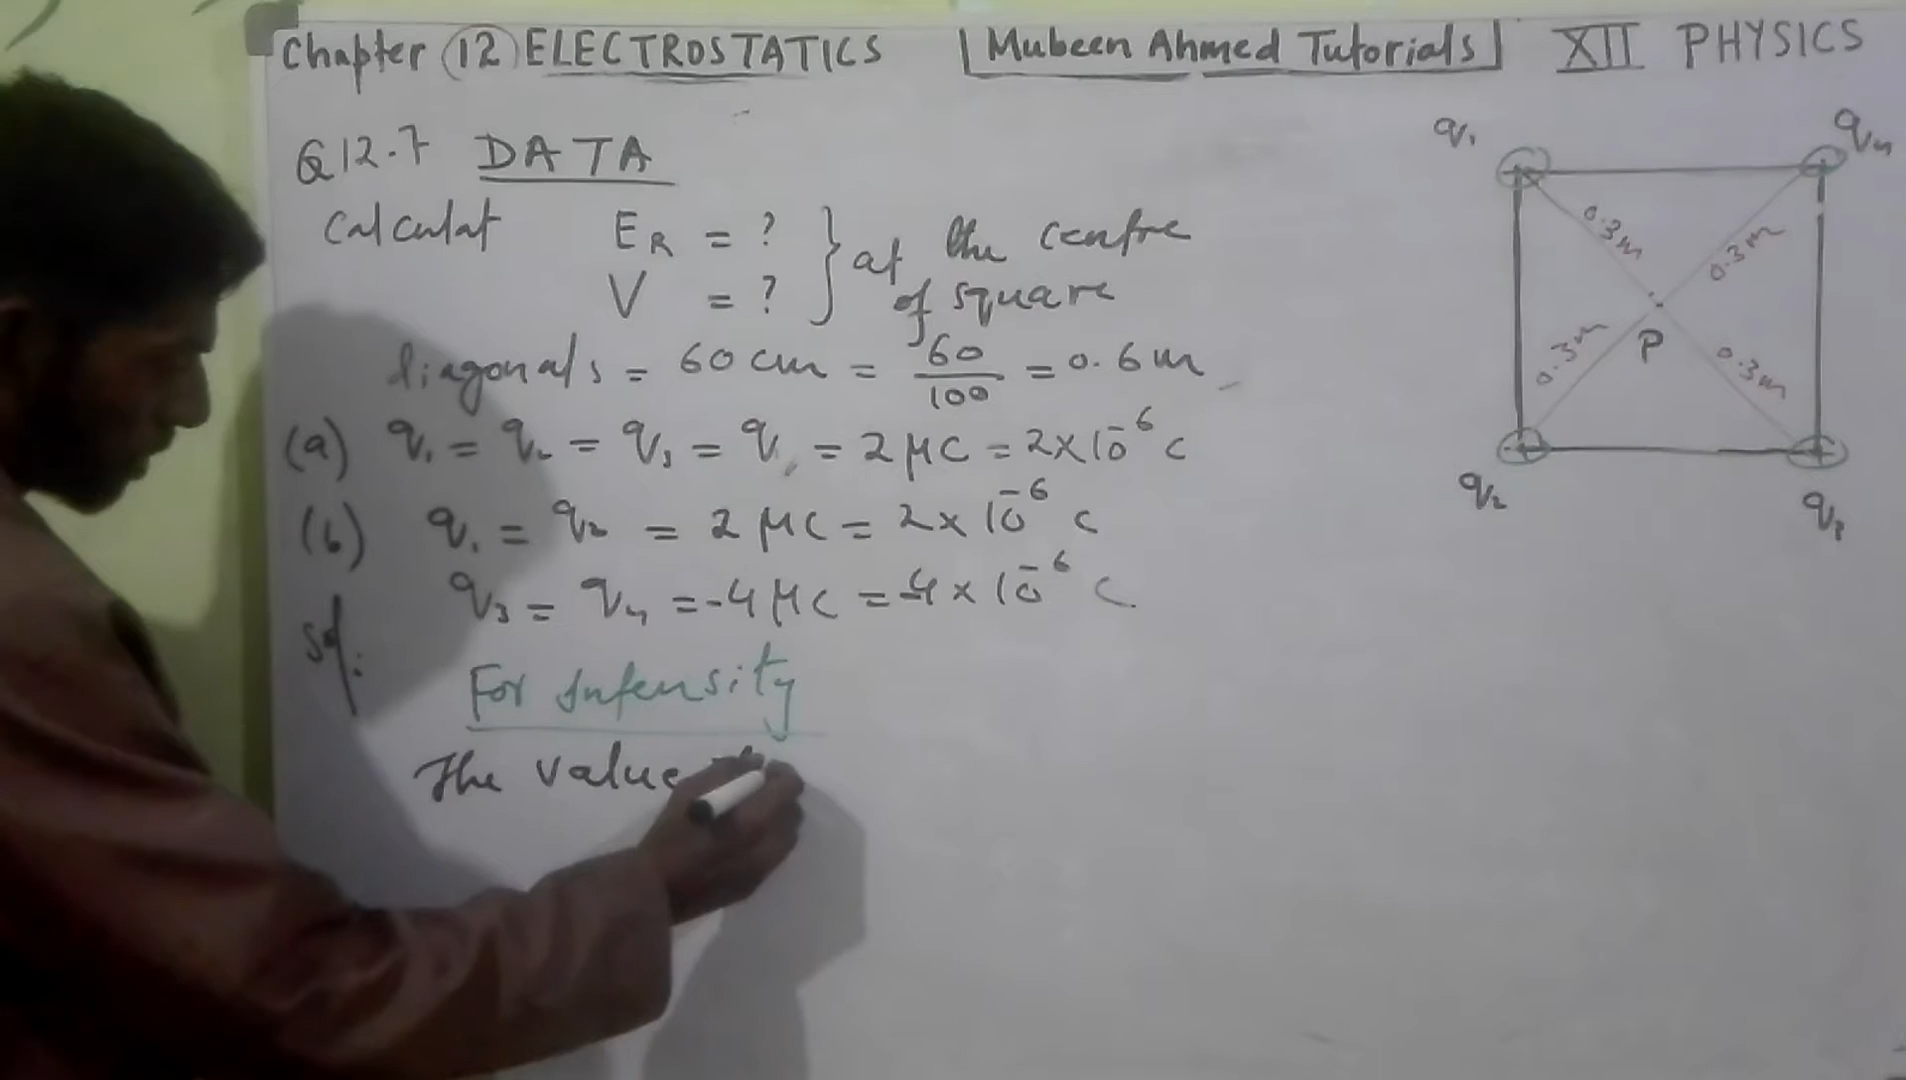 Chapter 12 ELECTROSTATICS Mubeen Ahmed Tutorials XII PHYSICS
Q12.7 DATA
Calculat E_R = ? } at the centre
V = ? } of square
diagonals = 60 cm = 60/100 = 0.6 m
(a) q₁ = q₂ = q₃ = q = 2 μC = 2×10⁻⁶ C
(b) q₁ = q₂ = 2 μC = 2×10⁻⁶ C
q₃ = q₄ = -4 μC = -4×10⁻⁶ C
Sol:
For Intensity
The value
q₁ q₄
0.3m 0.3m
P
0.3m 0.3m
q₂ q₃